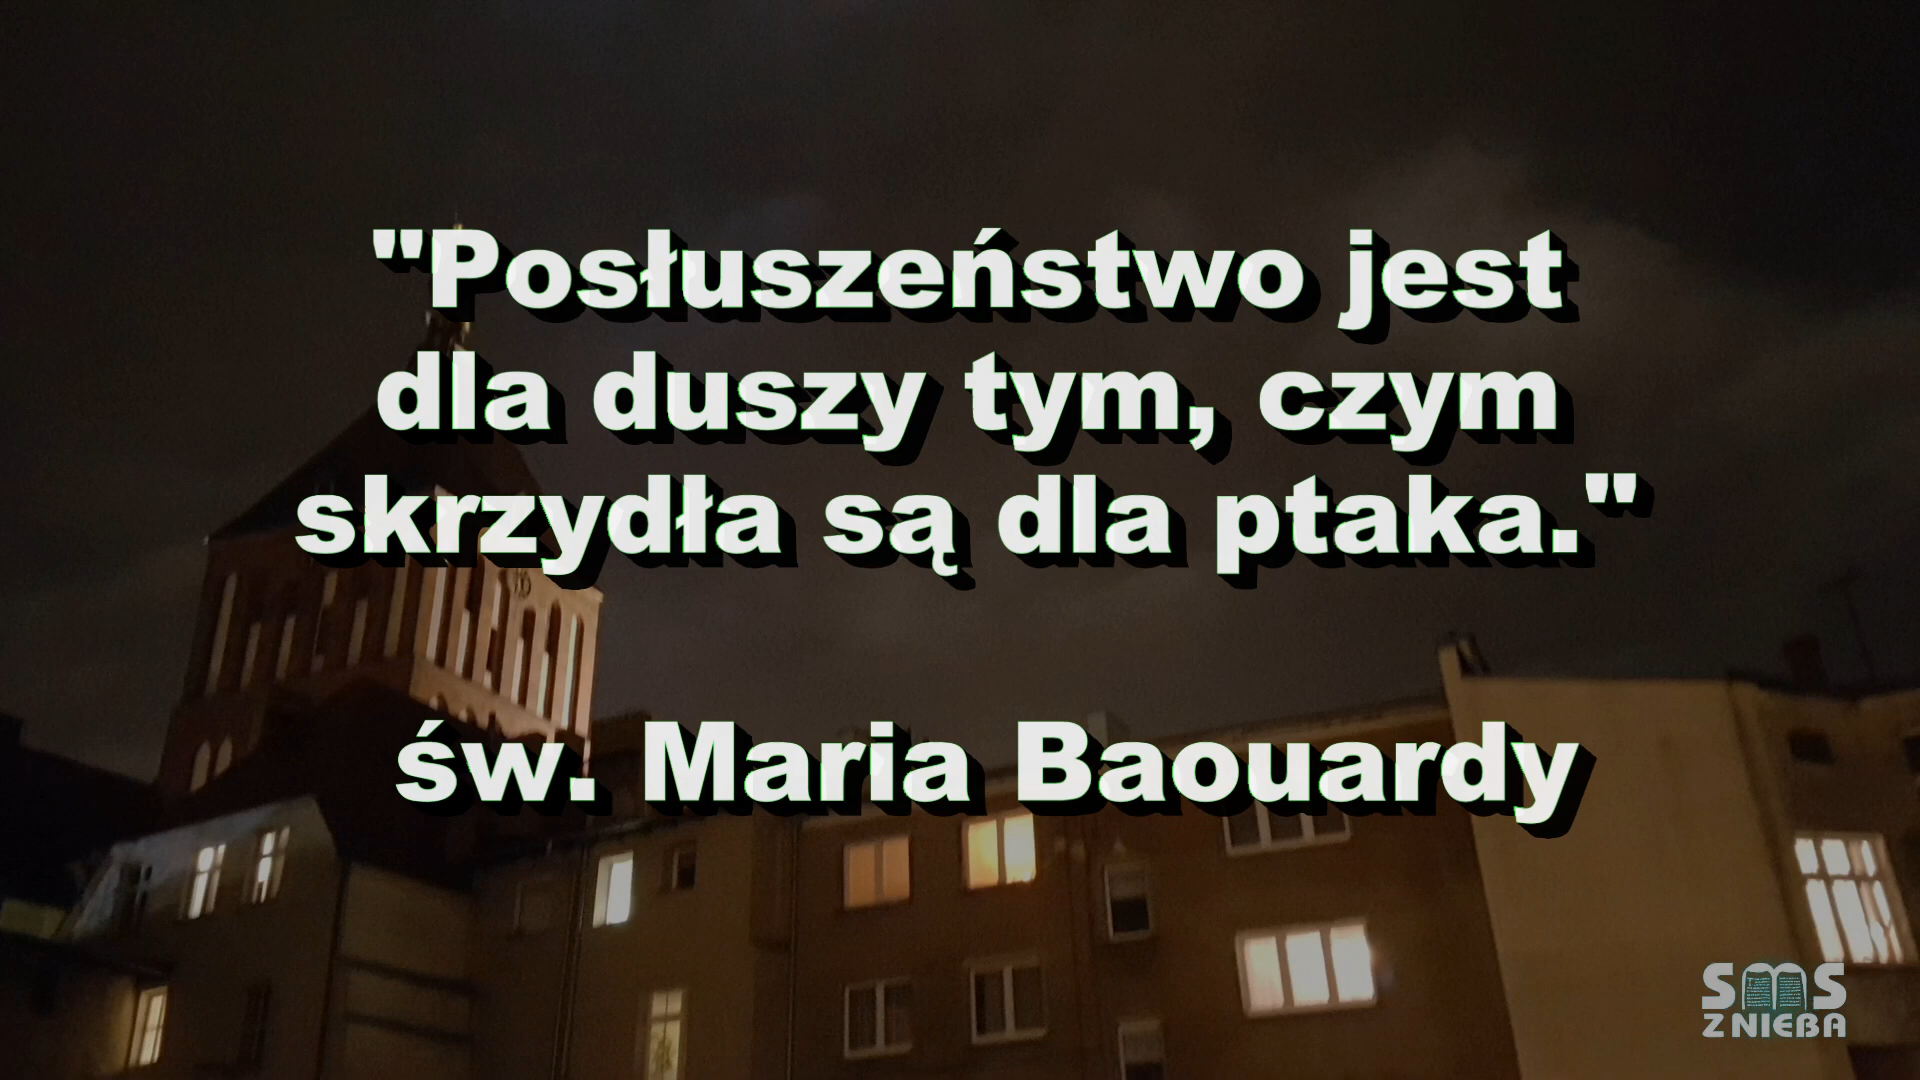 "Posłuszeństwo jest
dla duszy tym, czym
skrzydła są dla ptaka."
św. Maria Baouardy
SMS
Z NIEBA